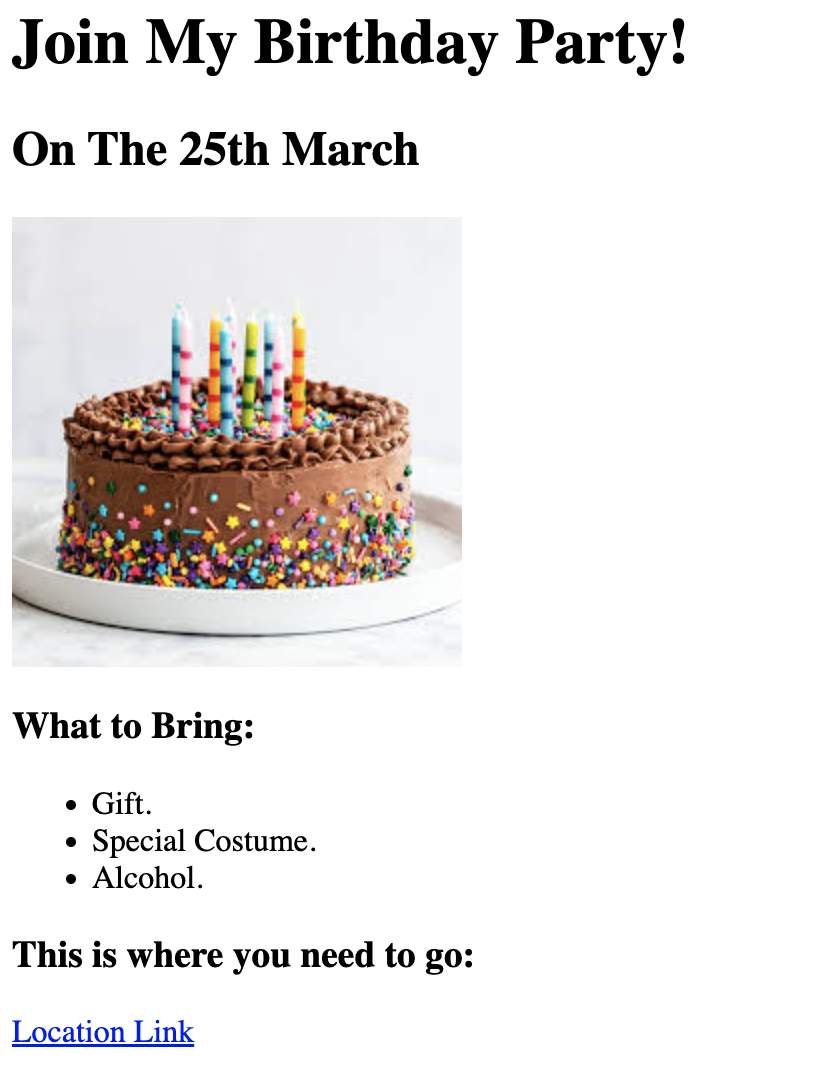 Join My Birthday Party!
On The 25th March
What to Bring:
Gift.
Special Costume.
Alcohol.
This is where you need to go:
Location Link